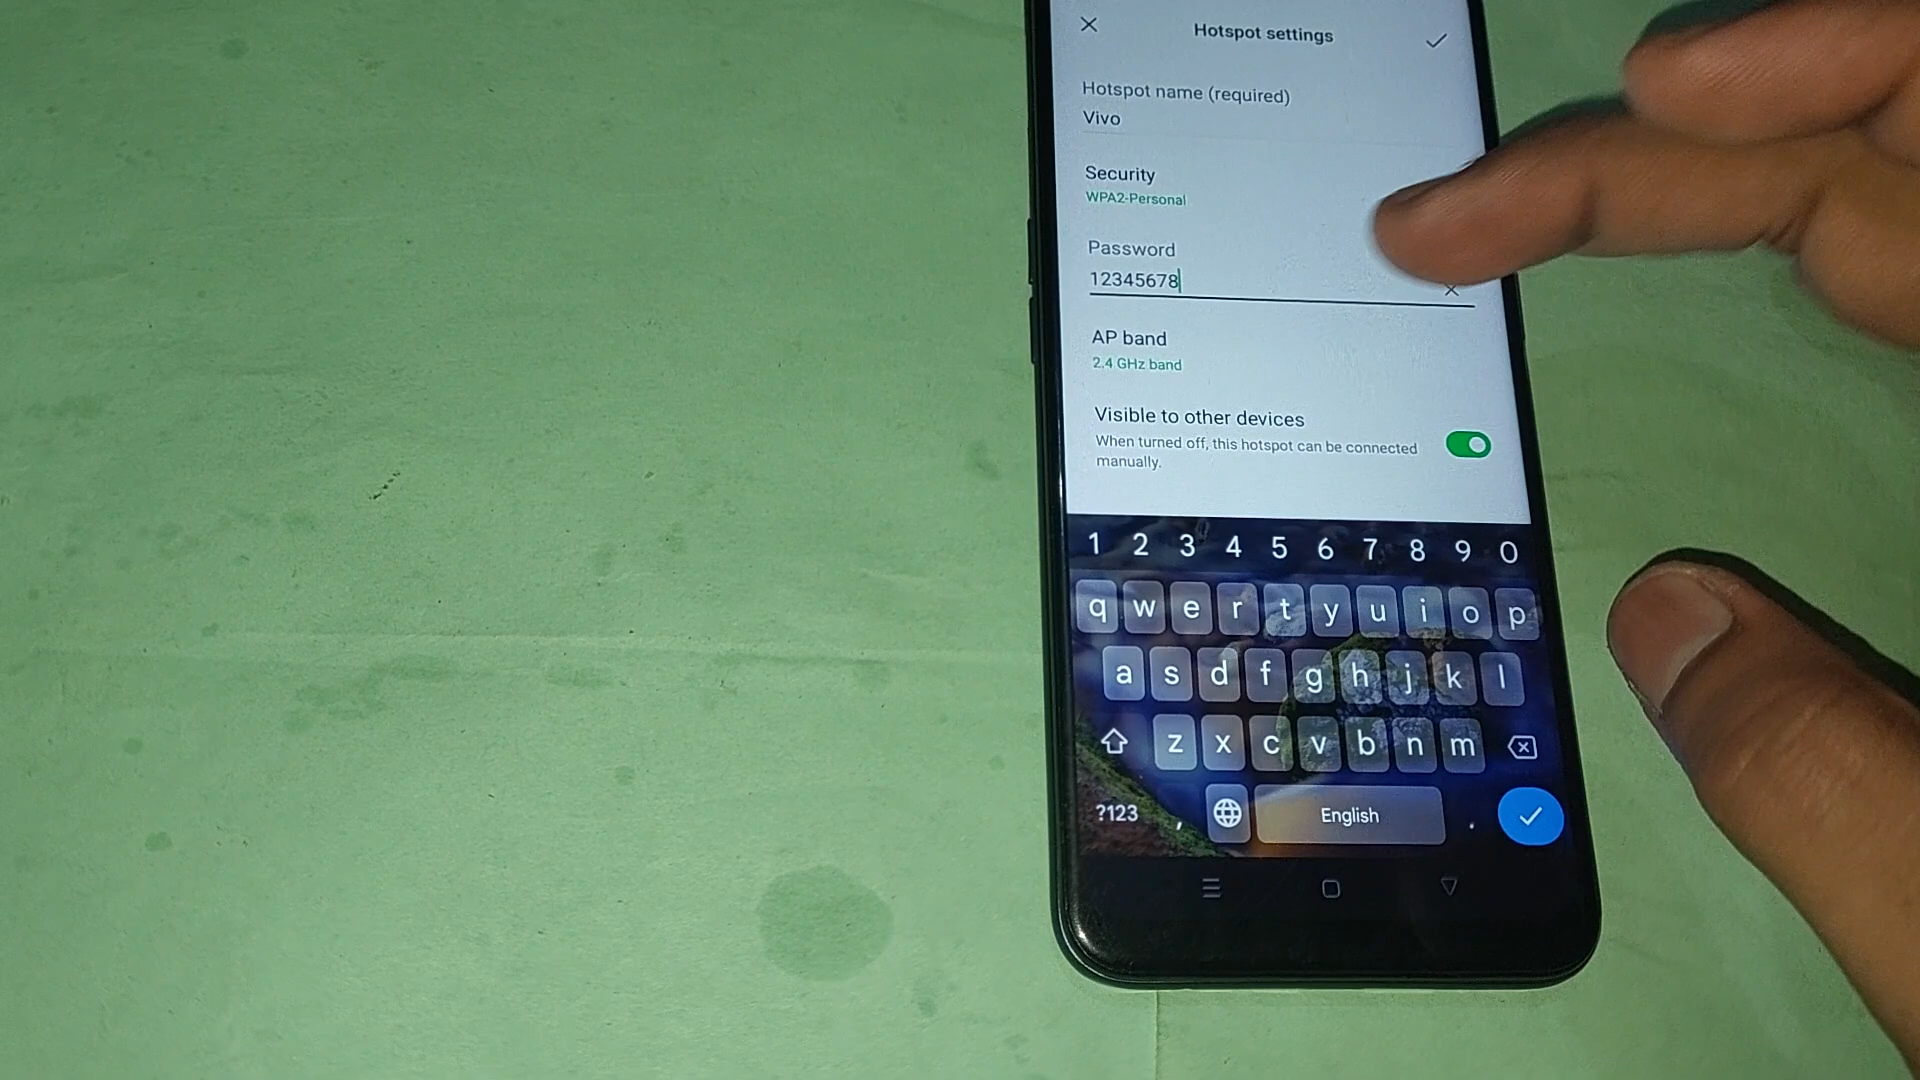 Hotspot settings
Hotspot name (required)
Vivo
Security
WPA2-Personal
Password
12345678
AP band
2.4 GHz band
Visible to other devices
When turned off, this hotspot can be connected
manually.
1 2 3 4 5 6 7 8 9 0
q w e r t y u i o p
a s d f g h j k l
z x c v b n m
?123 , English .